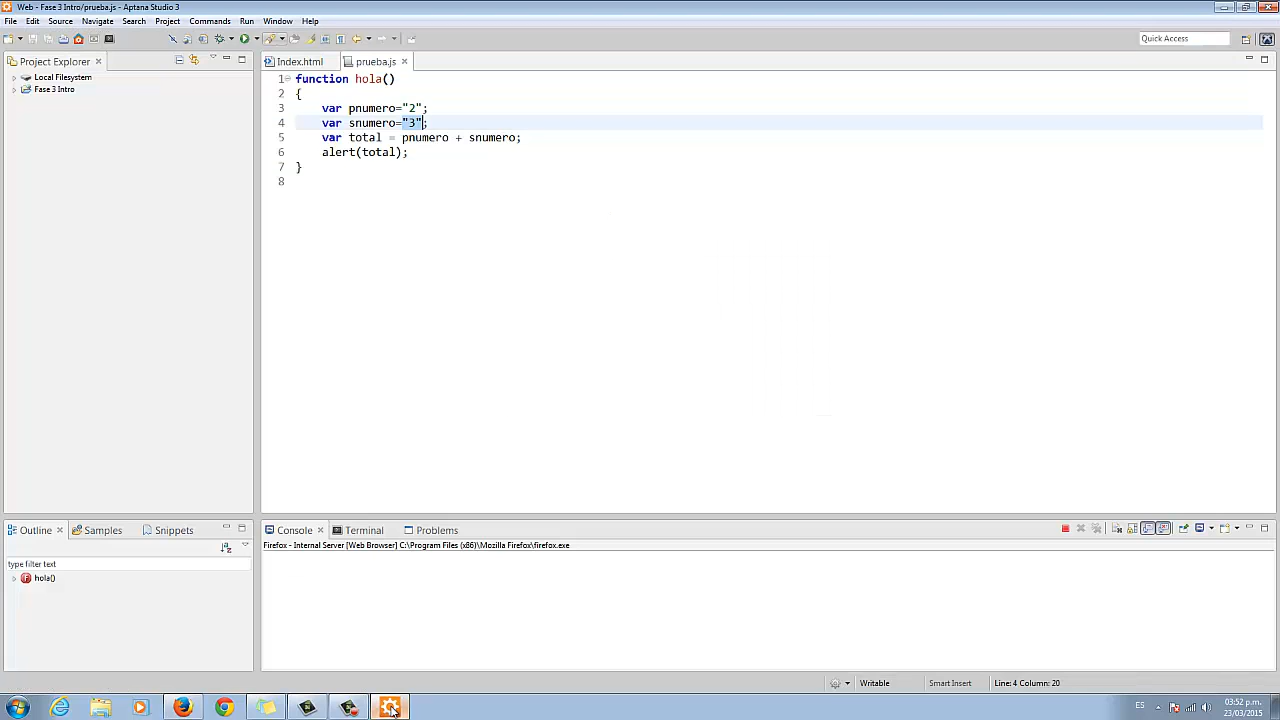 Web - Fase 3 Intro/prueba.js - Aptana Studio 3
File Edit Source Navigate Search Project Commands Run Window Help
Quick Access
Project Explorer
Local Filesystem
Fase 3 Intro
Index.html
prueba.js
1 function hola()
2 {
3 var pnumero="2";
4 var snumero="3";
5 var total = pnumero + snumero;
6 alert(total);
7 }
8
Outline
Samples
Snippets
type filter text
hola()
Console
Terminal
Problems
Firefox - Internal Server [Web Browser] C:\Program Files (x86)\Mozilla Firefox\firefox.exe
Writable
Smart Insert
Line: 4 Column: 20
ES
03:52 p.m.
23/03/2015